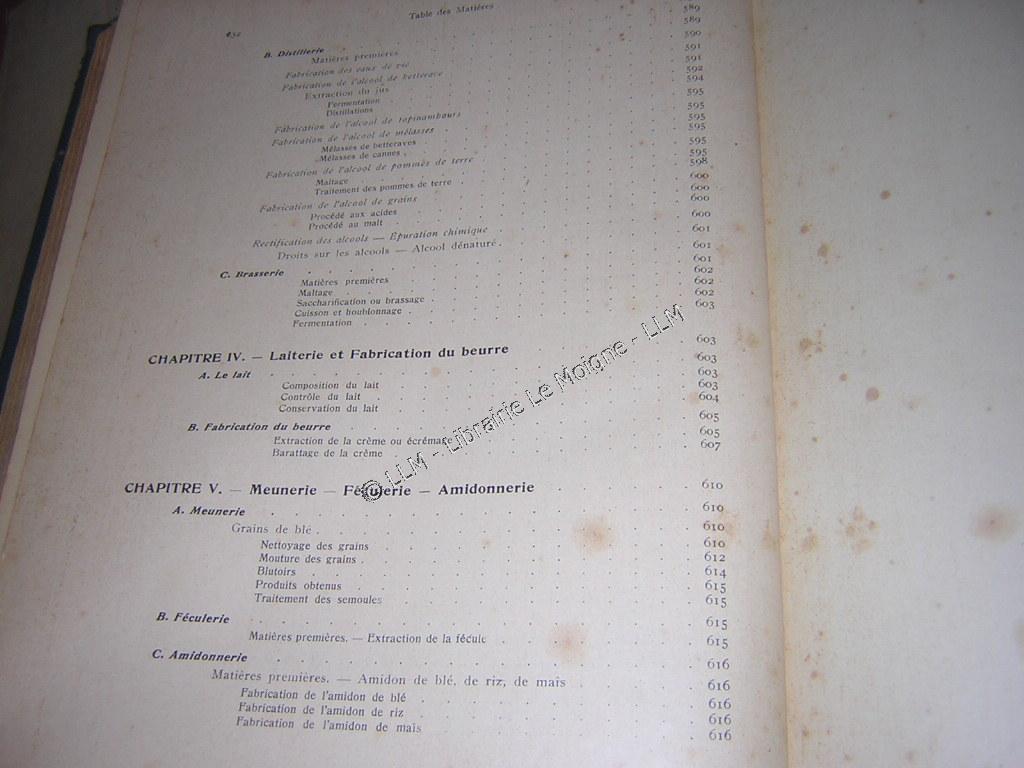 Table des Matières
B. Distillerie 589
Matières premières 589
Fabrication des eaux de vie 590
Fabrication de l'alcool de betterave 591
Extraction du jus 591
Fermentation 592
Distillations 594
Fabrication de l'alcool de topinambours 595
Fabrication de l'alcool de mélasses 595
Mélasses de betteraves 595
Mélasses de cannes 595
Fabrication de l'alcool de pommes de terre 595
Maltage 595
Traitement des pommes de terre 598
Fabrication de l'alcool de grains 600
Procédé aux acides 600
Procédé au malt 600
Rectification des alcools — Épuration chimique 600
Droits sur les alcools — Alcool dénaturé 601
C. Brasserie 601
Matières premières 601
Maltage 602
Saccharification ou brassage 602
Cuisson et houblonnage 602
Fermentation 603
CHAPITRE IV. — Laiterie et Fabrication du beurre 603
A. Le lait 603
Composition du lait 603
Contrôle du lait 603
Conservation du lait 604
B. Fabrication du beurre 605
Extraction de la crème ou écrémage 605
Barattage de la crème 607
© LLM - Librairie Le Moigne - LLM
CHAPITRE V. — Meunerie — Féculerie — Amidonnerie 610
A. Meunerie 610
Grains de blé 610
Nettoyage des grains 610
Mouture des grains 612
Blutoirs 614
Produits obtenus 615
Traitement des semoules 615
B. Féculerie 615
Matières premières. — Extraction de la fécule 615
C. Amidonnerie 616
Matières premières. — Amidon de blé, de riz, de maïs 616
Fabrication de l'amidon de blé 616
Fabrication de l'amidon de riz 616
Fabrication de l'amidon de maïs 616